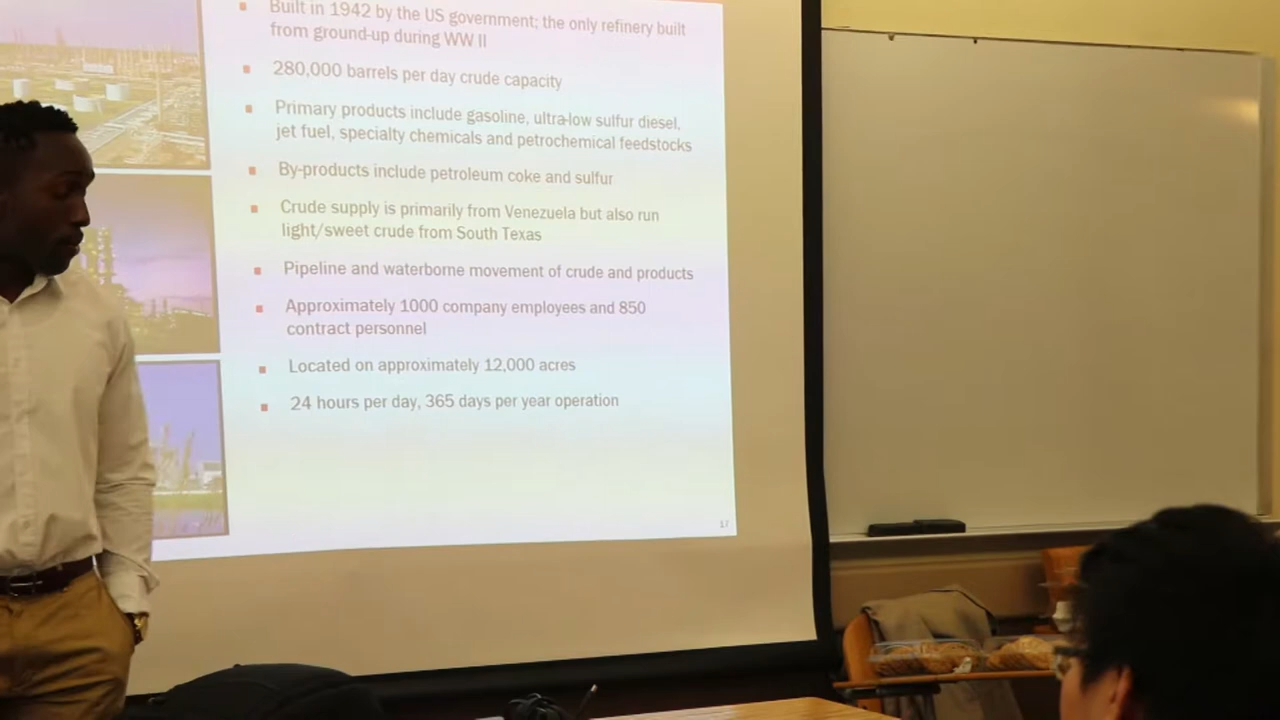 Built in 1942 by the US government; the only refinery built
from ground-up during WW II
280,000 barrels per day crude capacity
Primary products include gasoline, ultra-low sulfur diesel,
jet fuel, specialty chemicals and petrochemical feedstocks
By-products include petroleum coke and sulfur
Crude supply is primarily from Venezuela but also run
light/sweet crude from South Texas
Pipeline and waterborne movement of crude and products
Approximately 1000 company employees and 850
contract personnel
Located on approximately 12,000 acres
24 hours per day, 365 days per year operation
17